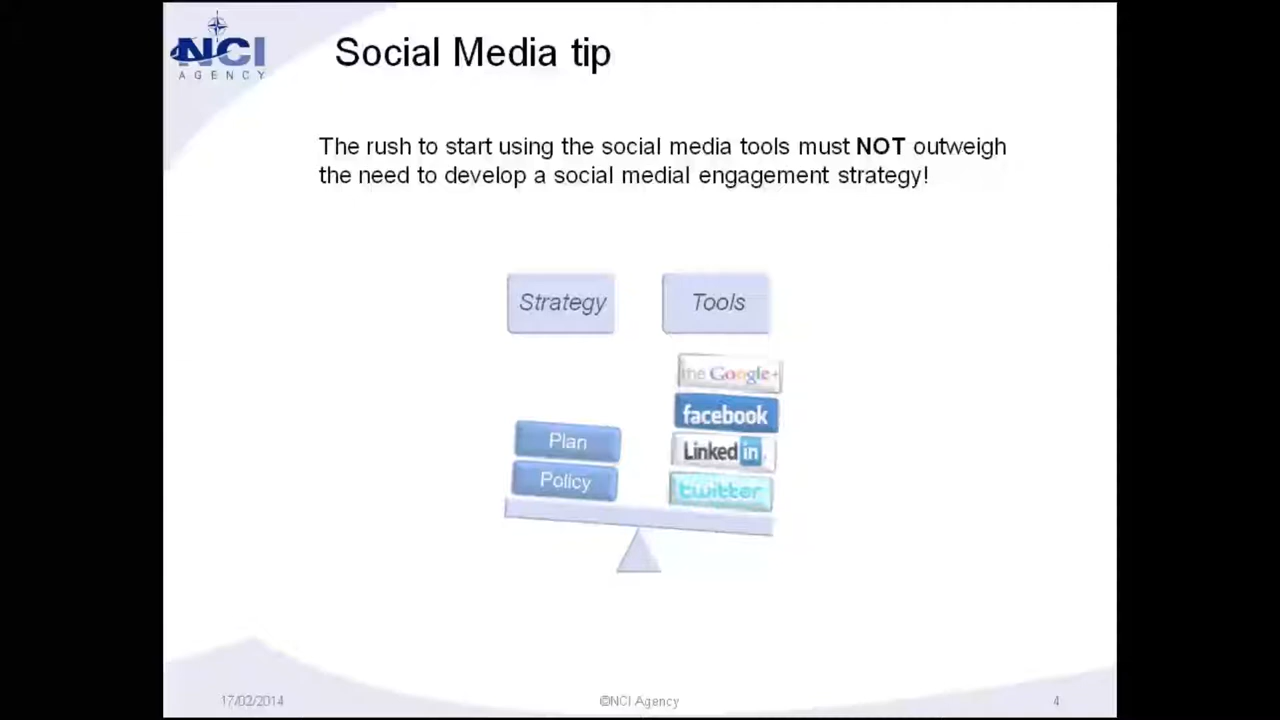 NCI
AGENCY
Social Media tip
The rush to start using the social media tools must NOT outweigh
the need to develop a social medial engagement strategy!
Strategy
Tools
the Google+
facebook
Plan
Linked in
Policy
twitter
17/02/2014
©NCI Agency
4